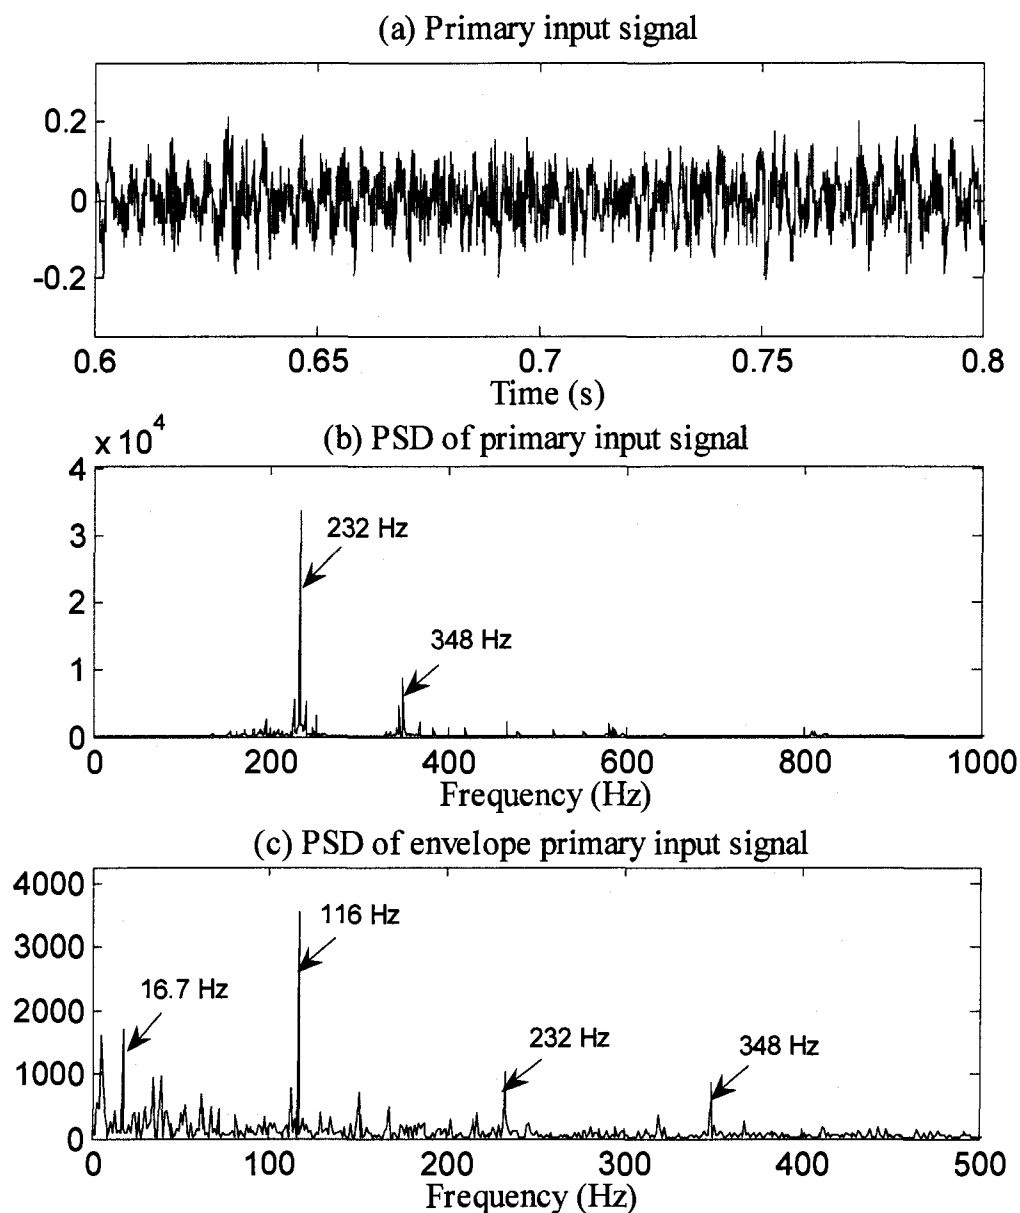 (a) Primary input signal
0.2
0
-0.2
0.6 0.65 0.7 0.75 0.8
Time (s)
x 10^4
(b) PSD of primary input signal
4
3
2
1
0
232 Hz
348 Hz
0 200 400 600 800 1000
Frequency (Hz)
(c) PSD of envelope primary input signal
4000
3000
2000
1000
0
16.7 Hz
116 Hz
232 Hz
348 Hz
0 100 200 300 400 500
Frequency (Hz)